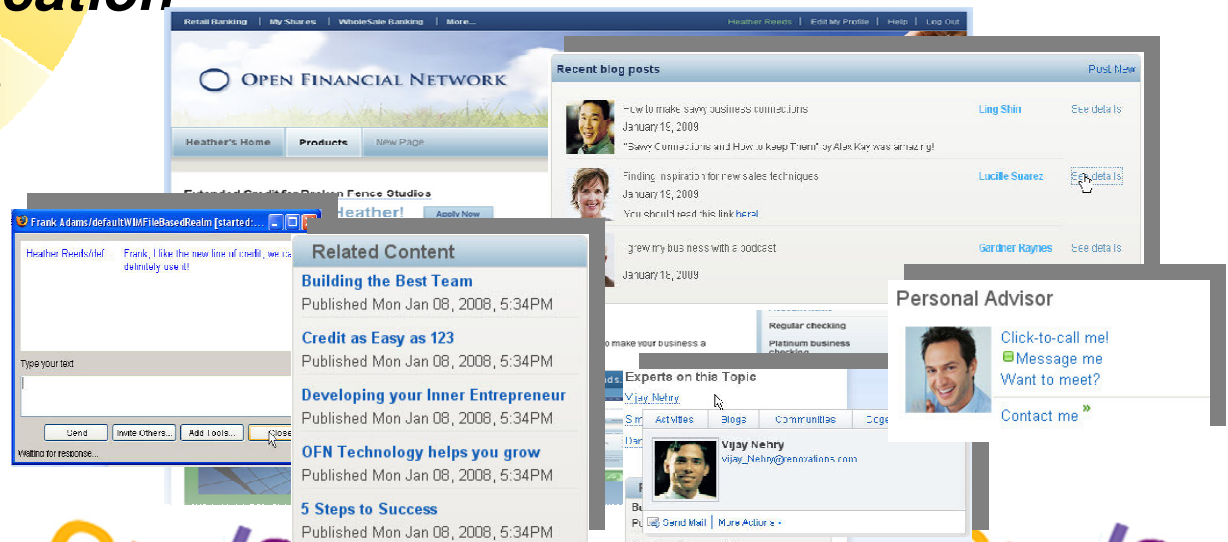 cation
Retail Banking | My Shares | WholeSale Banking | More...
Heather Reeds | Edit My Profile | Help | Log Out
OPEN FINANCIAL NETWORK
Heather's Home
Products
New Page
Recent blog posts
Post New
How to make savvy business connections
Ling Shin
See details
January 19, 2009
"Savvy Connections and How to keep Them" by Alex Kay was amazing!
Finding inspiration for new sales techniques
Lucille Suarez
See details
January 19, 2009
You should read this link here!
I grew my business with a podcast
Gardner Raynes
See details
January 15, 2009
Extended Credit for Broken Fence Studios
Heather!
Apply Now
Frank Adams/defaultWIMFileBasedRealm [started:...
Heather Reeds/def...
Frank, I like the new line of credit, we ca
definitely use it!
Type your text
Send
Invite Others...
Add Tools...
Close
Waiting for response...
Related Content
Building the Best Team
Published Mon Jan 08, 2008, 5:34PM
Credit as Easy as 123
Published Mon Jan 08, 2008, 5:34PM
Developing your Inner Entrepreneur
Published Mon Jan 08, 2008, 5:34PM
OFN Technology helps you grow
Published Mon Jan 08, 2008, 5:34PM
5 Steps to Success
Published Mon Jan 08, 2008, 5:34PM
Regular checking
Platinum business
checking
o make your business a
Experts on this Topic
Vijay Nehry
Activities
Blogs
Communities
Doge
Vijay Nehry
vijay_Nehry@renovations.com
Send Mail | More Actions
Personal Advisor
Click-to-call me!
Message me
Want to meet?
Contact me »